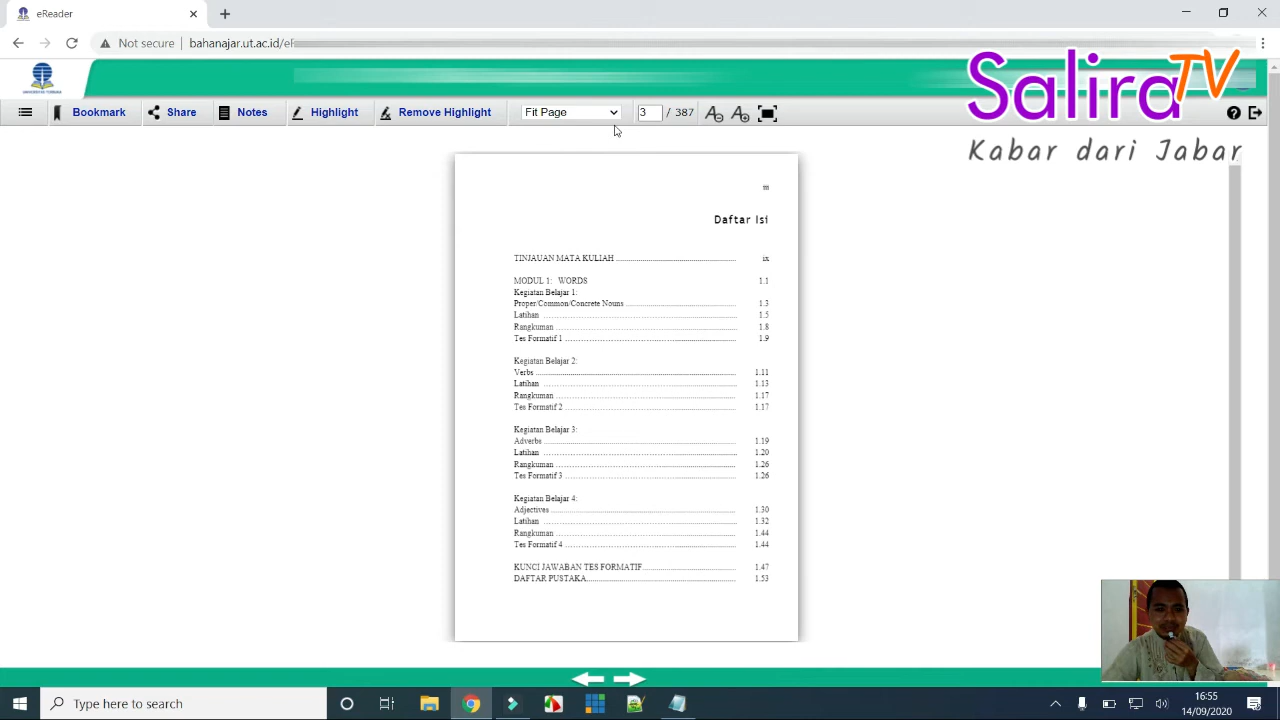 eReader
Not secure
bahanajar.ut.ac.id/ef
SaliraTV
Kabar dari Jabar
UNIVERSITAS TERBUKA
Bookmark
Share
Notes
Highlight
Remove Highlight
Fit Page
3 / 387
Daftar Isi
TINJAUAN MATA KULIAH ix
MODUL 1: WORDS 1.1
Kegiatan Belajar 1:
Proper/Common/Concrete Nouns 1.3
Latihan 1.5
Rangkuman 1.8
Tes Formatif 1 1.9
Kegiatan Belajar 2:
Verbs 1.11
Latihan 1.13
Rangkuman 1.17
Tes Formatif 2 1.17
Kegiatan Belajar 3:
Adverbs 1.19
Latihan 1.20
Rangkuman 1.26
Tes Formatif 3 1.26
Kegiatan Belajar 4:
Adjectives 1.30
Latihan 1.32
Rangkuman 1.44
Tes Formatif 4 1.44
KUNCI JAWABAN TES FORMATIF 1.47
DAFTAR PUSTAKA 1.53
Type here to search
16:55
14/09/2020